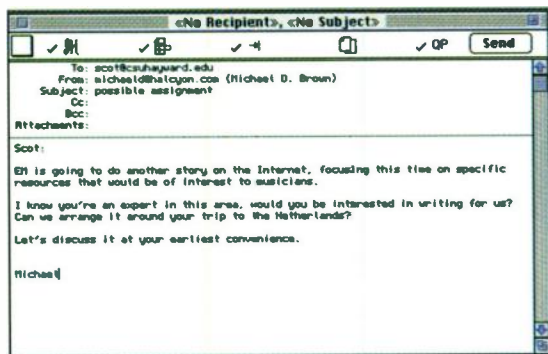 «No Recipient», «No Subject»
QP Send
To: scot@csuhayward.edu
From: michaeld@halcyon.com (Michael D. Brown)
Subject: possible assignment
Cc:
Bcc:
Attachments:
Scot:
EM is going to do another story on the Internet, focusing this time on specific
resources that would be of interest to musicians.
I know you're an expert in this area, would you be interested in writing for us?
Can we arrange it around your trip to the Netherlands?
Let's discuss it at your earliest convenience.
Michael